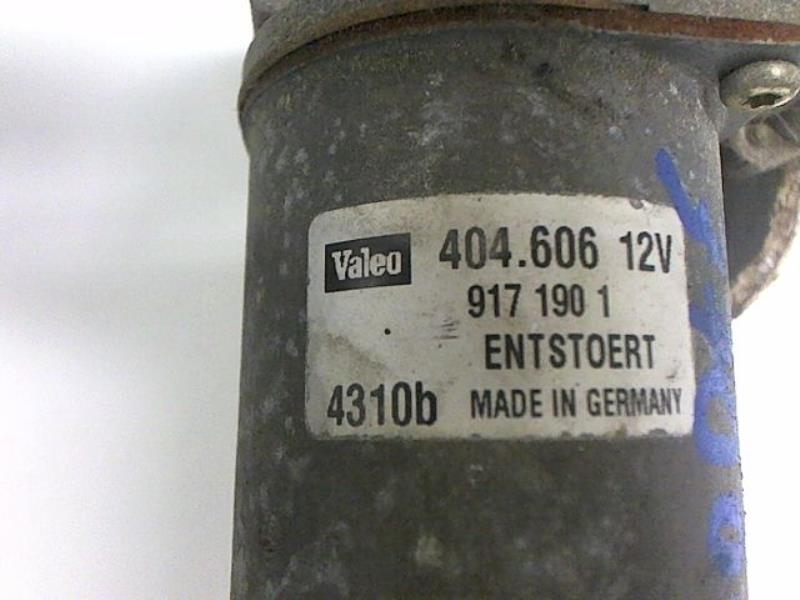 Valeo 404.606 12V
917 190 1
ENTSTOERT
4310b MADE IN GERMANY